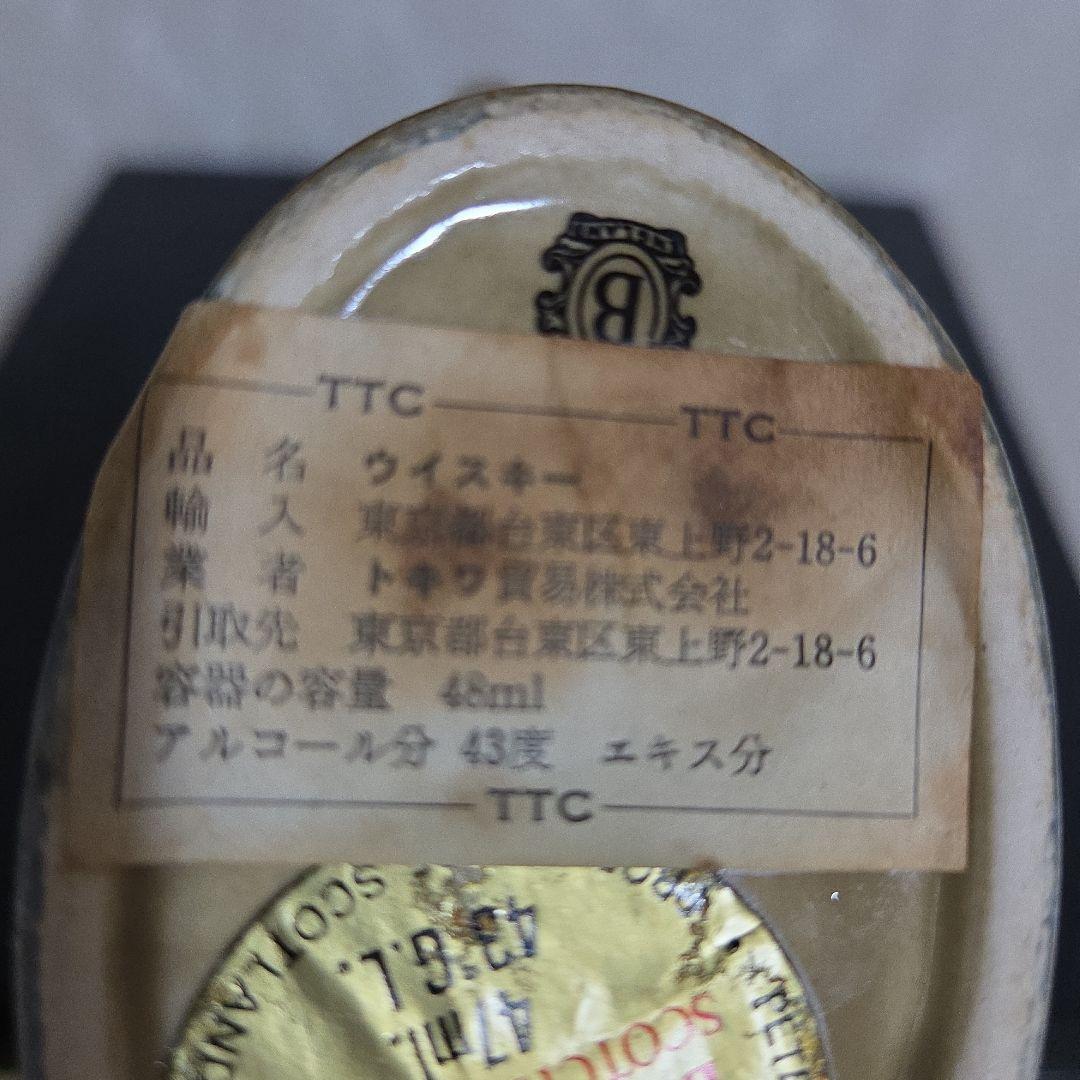 B
TTC TTC
品名 ウイスキー
輸入 東京都台東区東上野2-18-6
業者 トキワ貿易株式会社
引取先 東京都台東区東上野2-18-6
容器の容量 48ml
アルコール分 43度 エキス分
TTC
SCOTLAND
43°G.L.
47ml.
SCOTCH